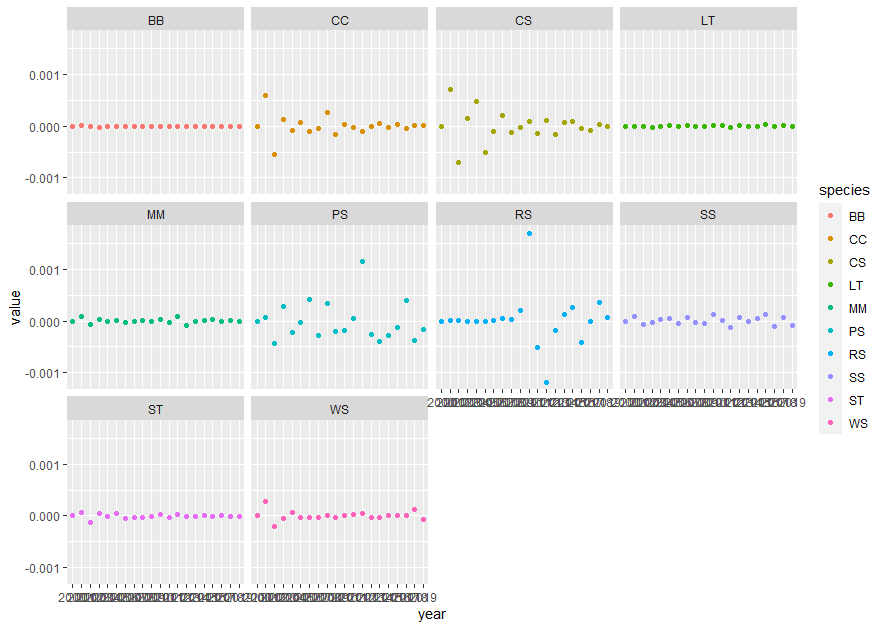 BB CC CS LT
0.001
0.000
-0.001
MM PS RS SS
0.001
0.000
-0.001
ST WS
0.001
0.000
-0.001
value
year
species
BB
CC
CS
LT
MM
PS
RS
SS
ST
WS